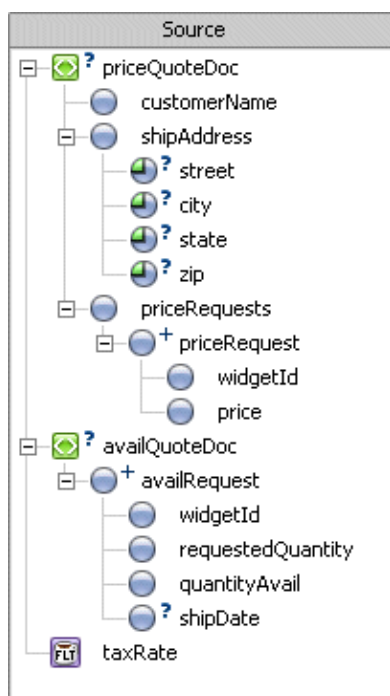 Source
? priceQuoteDoc
customerName
shipAddress
? street
? city
? state
? zip
priceRequests
+ priceRequest
widgetId
price
? availQuoteDoc
+ availRequest
widgetId
requestedQuantity
quantityAvail
? shipDate
FLT taxRate